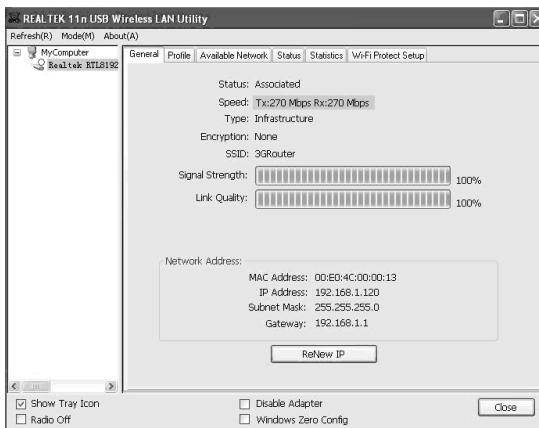 REALTEK 11n USB Wireless LAN Utility
Refresh(R) Mode(M) About(A)
MyComputer
Realtek RTL8192
General Profile Available Network Status Statistics Wi-Fi Protect Setup
Status: Associated
Speed: Tx:270 Mbps Rx:270 Mbps
Type: Infrastructure
Encryption: None
SSID: 3GRouter
Signal Strength: 100%
Link Quality: 100%
Network Address:
MAC Address: 00:E0:4C:00:00:13
IP Address: 192.168.1.120
Subnet Mask: 255.255.255.0
Gateway: 192.168.1.1
ReNew IP
Show Tray Icon Disable Adapter
Radio Off Windows Zero Config
Close